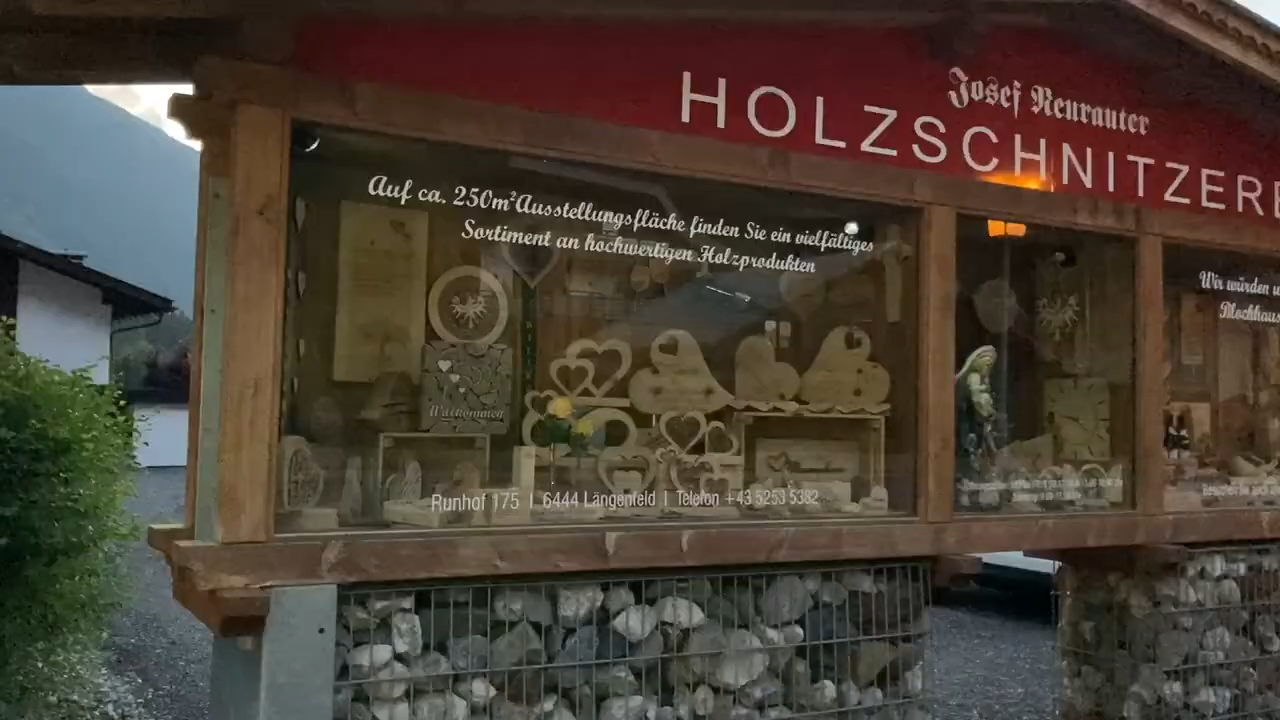 Josef Neurauter
HOLZSCHNITZERE
Auf ca. 250m² Ausstellungsfläche finden Sie ein vielfältiges
Sortiment an hochwertigen Holzprodukten
Wir würden
Blockhaus
Willkommen
Runhof 175 | 6444 Längenfeld | Telefon +43 5253 5382